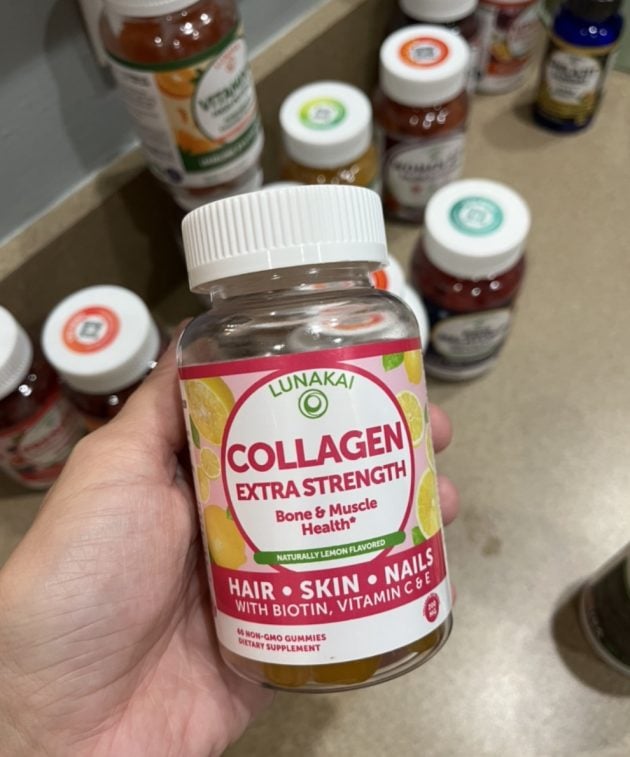 LUNAKAI
COLLAGEN
EXTRA STRENGTH
Bone & Muscle
Health*
NATURALLY LEMON FLAVORED
HAIR • SKIN • NAILS
WITH BIOTIN, VITAMIN C & E
60 NON-GMO GUMMIES
DIETARY SUPPLEMENT